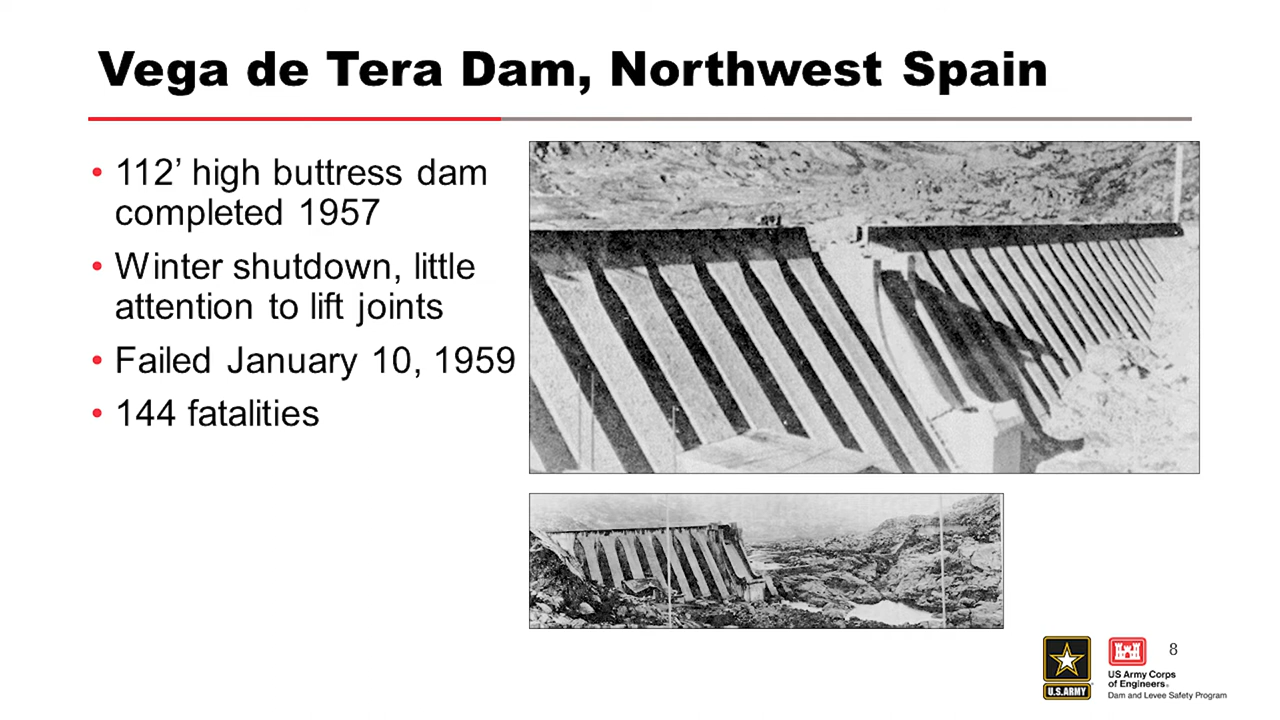 Vega de Tera Dam, Northwest Spain
• 112’ high buttress dam
completed 1957
• Winter shutdown, little
attention to lift joints
• Failed January 10, 1959
• 144 fatalities
8
U.S.ARMY
US Army Corps
of Engineers®
Dam and Levee Safety Program